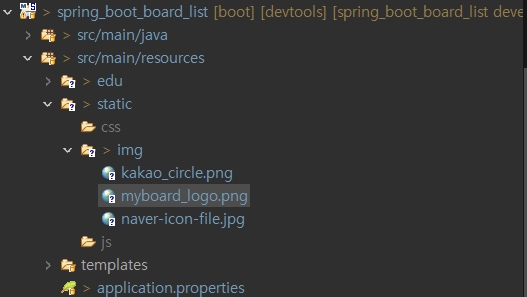 > spring_boot_board_list [boot] [devtools] [spring_boot_board_list deve
> src/main/java
> src/main/resources
> edu
> static
css
> img
kakao_circle.png
myboard_logo.png
naver-icon-file.jpg
js
templates
> application.properties